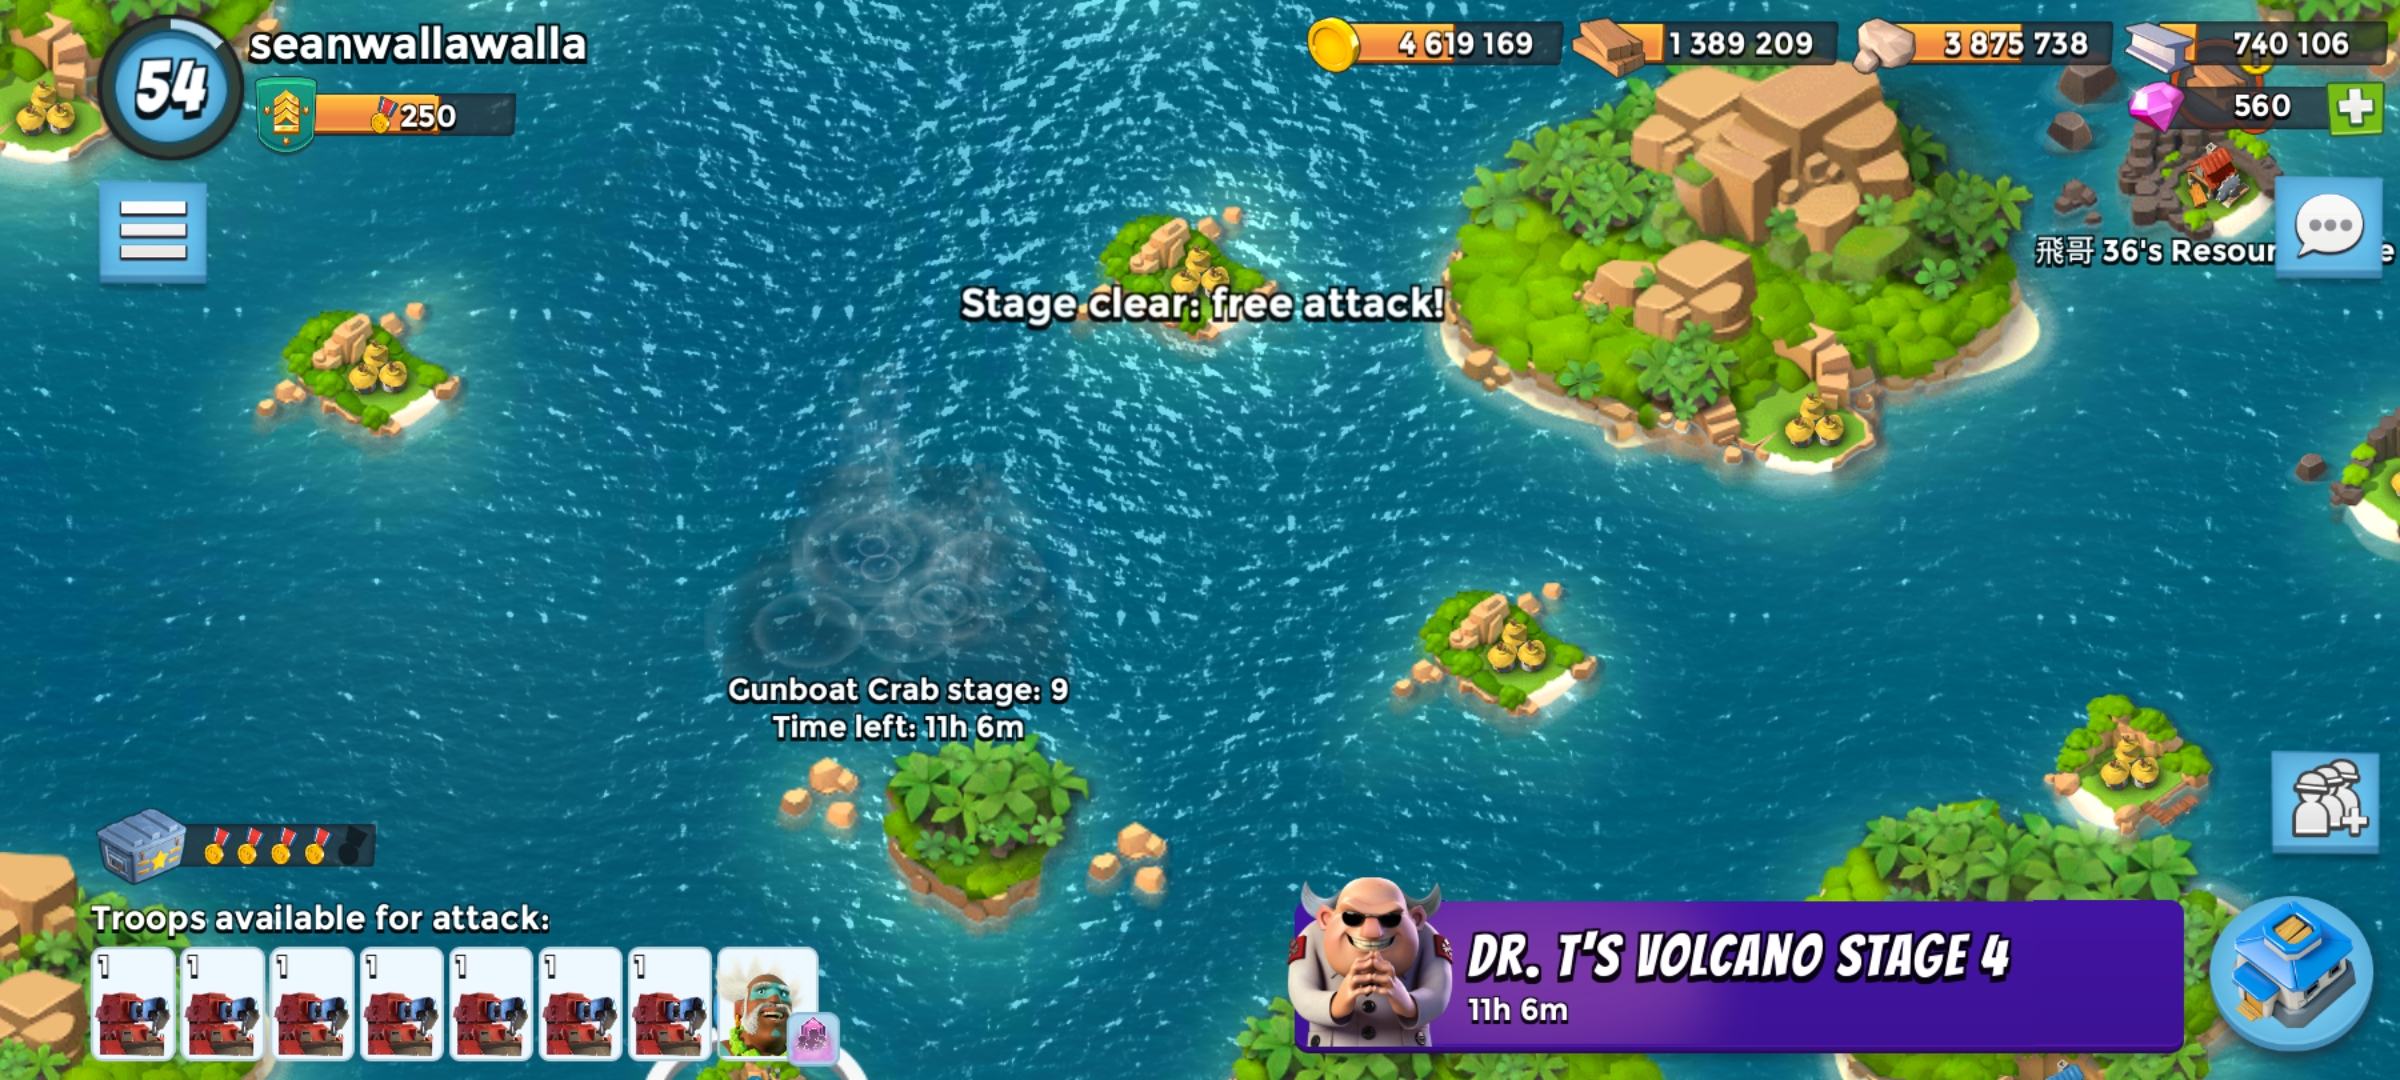 54
seanwallawalla
250
4 619 169
1 389 209
3 875 738
740 106
560
飛哥 36's Resour
e
Stage clear: free attack!
Gunboat Crab stage: 9
Time left: 11h 6m
Troops available for attack:
1 1 1 1 1 1 1
DR. T'S VOLCANO STAGE 4
11h 6m